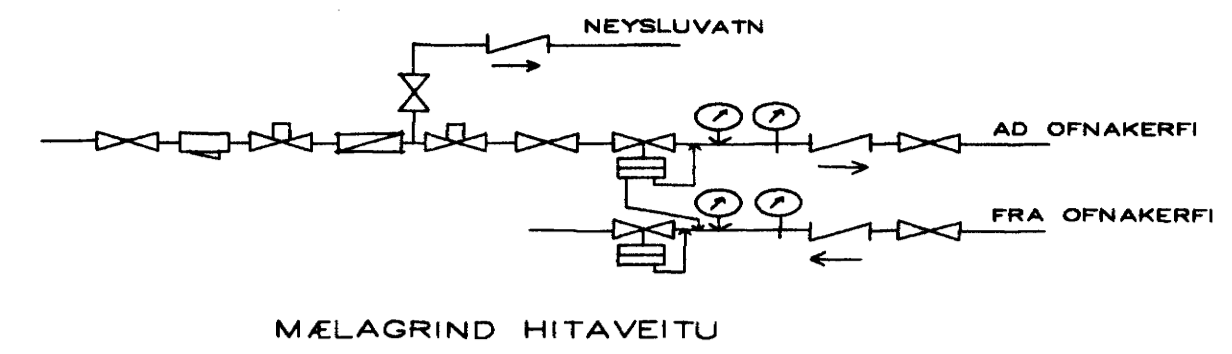 NEYSLUVATN
AD OFNAKERFI
FRA OFNAKERFI
MÆLAGRIND HITAVEITU